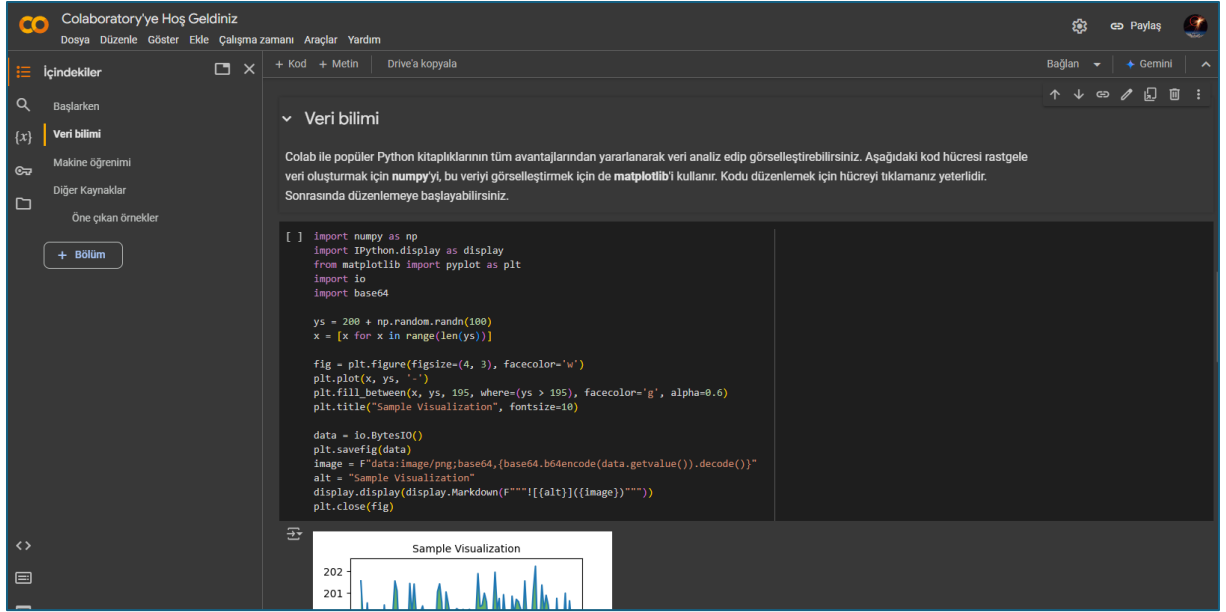 Colaboratory'ye Hoş Geldiniz
Dosya Düzenle Göster Ekle Çalışma zamanı Araçlar Yardım
Paylaş
İçindekiler
+ Kod + Metin Drive'a kopyala
Bağlan Gemini
Başlarken
Veri bilimi
Makine öğrenimi
Diğer Kaynaklar
Öne çıkan örnekler
+ Bölüm
{x}
Veri bilimi
Colab ile popüler Python kitaplıklarının tüm avantajlarından yararlanarak veri analiz edip görselleştirebilirsiniz. Aşağıdaki kod hücresi rastgele
veri oluşturmak için numpy'yi, bu veriyi görselleştirmek için de matplotlib'i kullanır. Kodu düzenlemek için hücreyi tıklamanız yeterlidir.
Sonrasında düzenlemeye başlayabilirsiniz.
[ ] import numpy as np
import IPython.display as display
from matplotlib import pyplot as plt
import io
import base64
ys = 200 + np.random.randn(100)
x = [x for x in range(len(ys))]
fig = plt.figure(figsize=(4, 3), facecolor='w')
plt.plot(x, ys, '-')
plt.fill_between(x, ys, 195, where=(ys > 195), facecolor='g', alpha=0.6)
plt.title("Sample Visualization", fontsize=10)
data = io.BytesIO()
plt.savefig(data)
image = F"data:image/png;base64,{base64.b64encode(data.getvalue()).decode()}"
alt = "Sample Visualization"
display.display(display.Markdown(F"""![{alt}]({image})"""))
plt.close(fig)
Sample Visualization
202
201